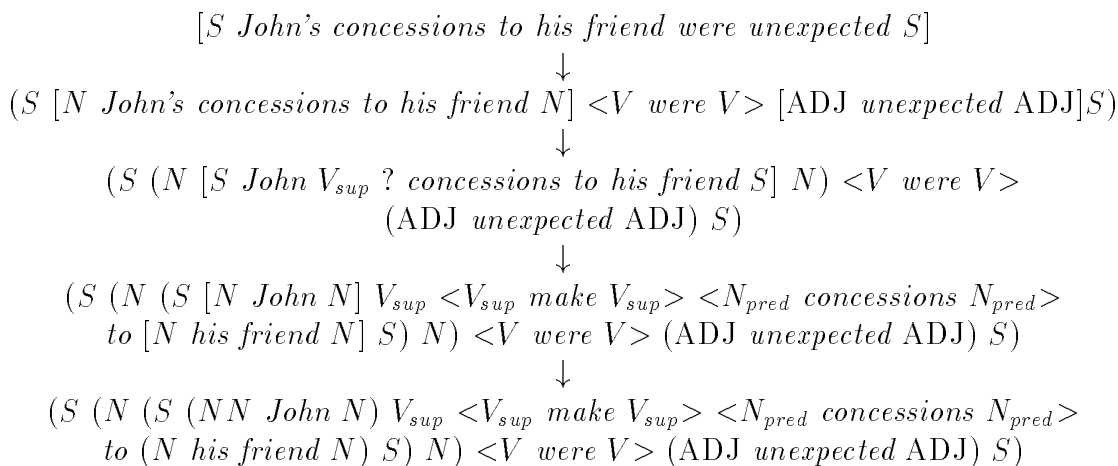 [S John's concessions to his friend were unexpected S]
↓
(S [N John's concessions to his friend N] <V were V> [ADJ unexpected ADJ]S)
↓
(S (N [S John V_sup ? concessions to his friend S] N) <V were V>
(ADJ unexpected ADJ) S)
↓
(S (N (S [N John N] V_sup <V_sup make V_sup> <N_pred concessions N_pred>
to [N his friend N] S) N) <V were V> (ADJ unexpected ADJ) S)
↓
(S (N (S (NN John N) V_sup <V_sup make V_sup> <N_pred concessions N_pred>
to (N his friend N) S) N) <V were V> (ADJ unexpected ADJ) S)